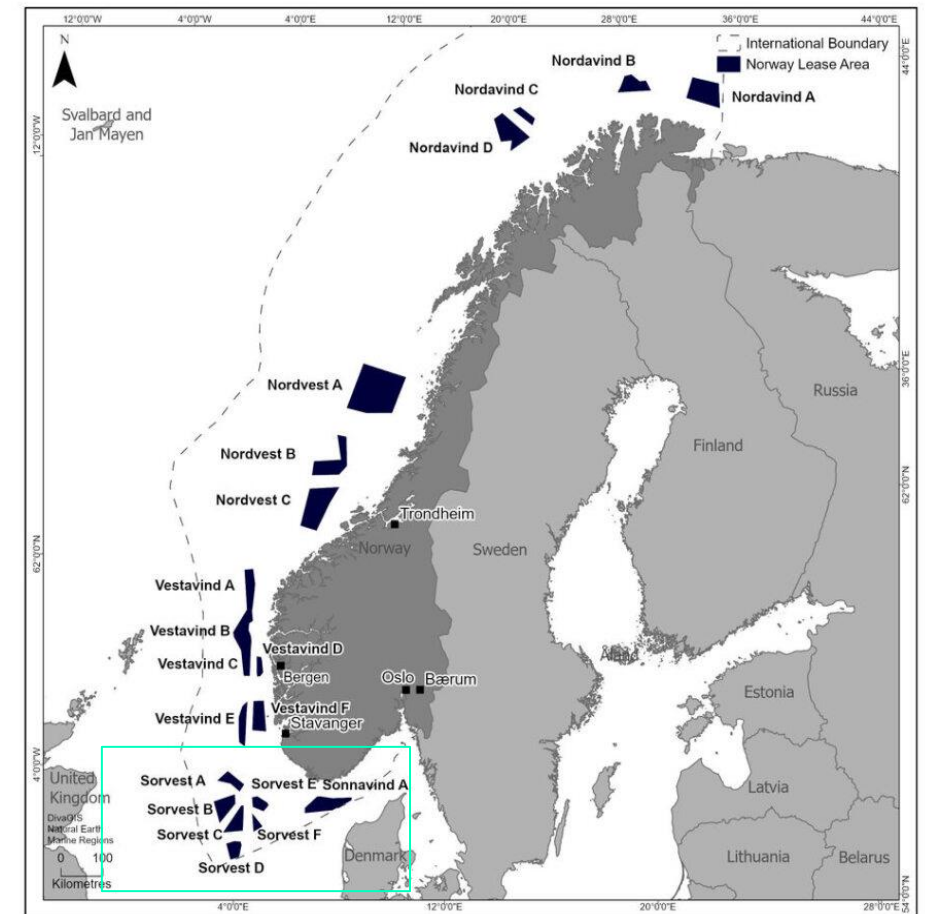 12°0'0"W
4°0'0"W
4°0'0"E
12°0'0"E
20°0'0"E
28°0'0"E
36°0'0"E
44°0'0"E
N
International Boundary
Norway Lease Area
44°0'0"E
Nordavind B
Nordavind C
Nordavind A
Svalbard and
Jan Mayen
12°0'0"W
Nordavind D
36°0'0"E
Nordvest A
Russia
Nordvest B
Finland
Nordvest C
62°0'0"N
Trondheim
Norway
Sweden
62°0'0"N
Vestavind A
Vestavind B
Vestavind D
Vestavind C
Bergen
Åland
Oslo
Bærum
Estonia
Vestavind E
Vestavind F
Stavanger
4°0'0"W
United
Kingdom
Sorvest A
Sorvest E
Sonnavind A
Latvia
Sorvest B
DivaGIS
Natural Earth
Marine Regions
Sorvest C
Sorvest F
0 100
Kilometres
Sorvest D
Denmark
Lithuania
Belarus
54°0'0"N
4°0'0"E
12°0'0"E
20°0'0"E
28°0'0"E